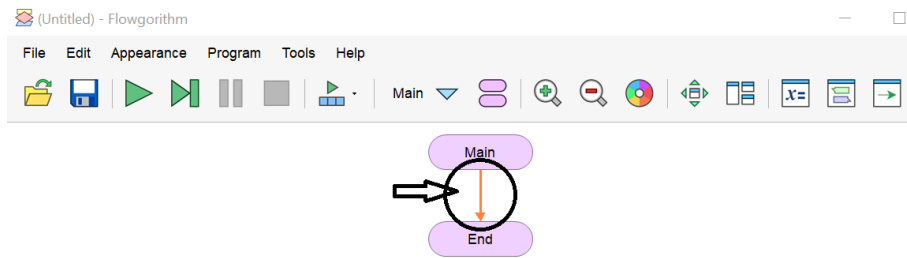 (Untitled) - Flowgorithm
File Edit Appearance Program Tools Help
Main x=
Main
End